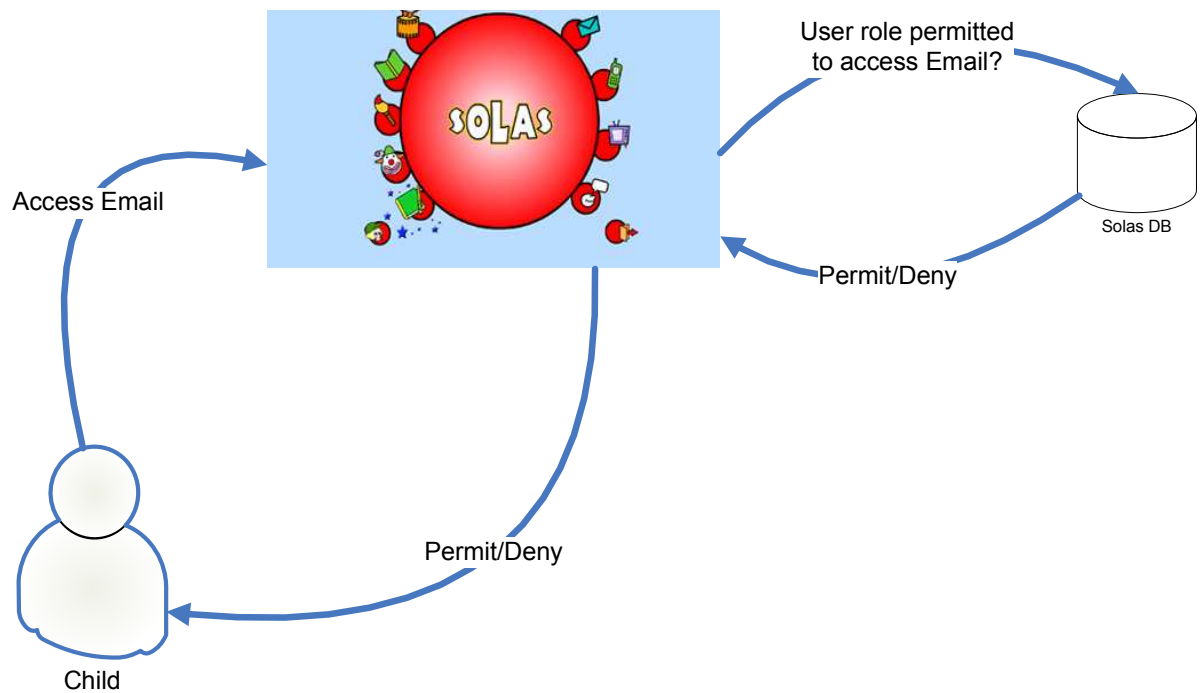 User role permitted
to access Email?
SOLAS
Access Email
Solas DB
Permit/Deny
Permit/Deny
Child